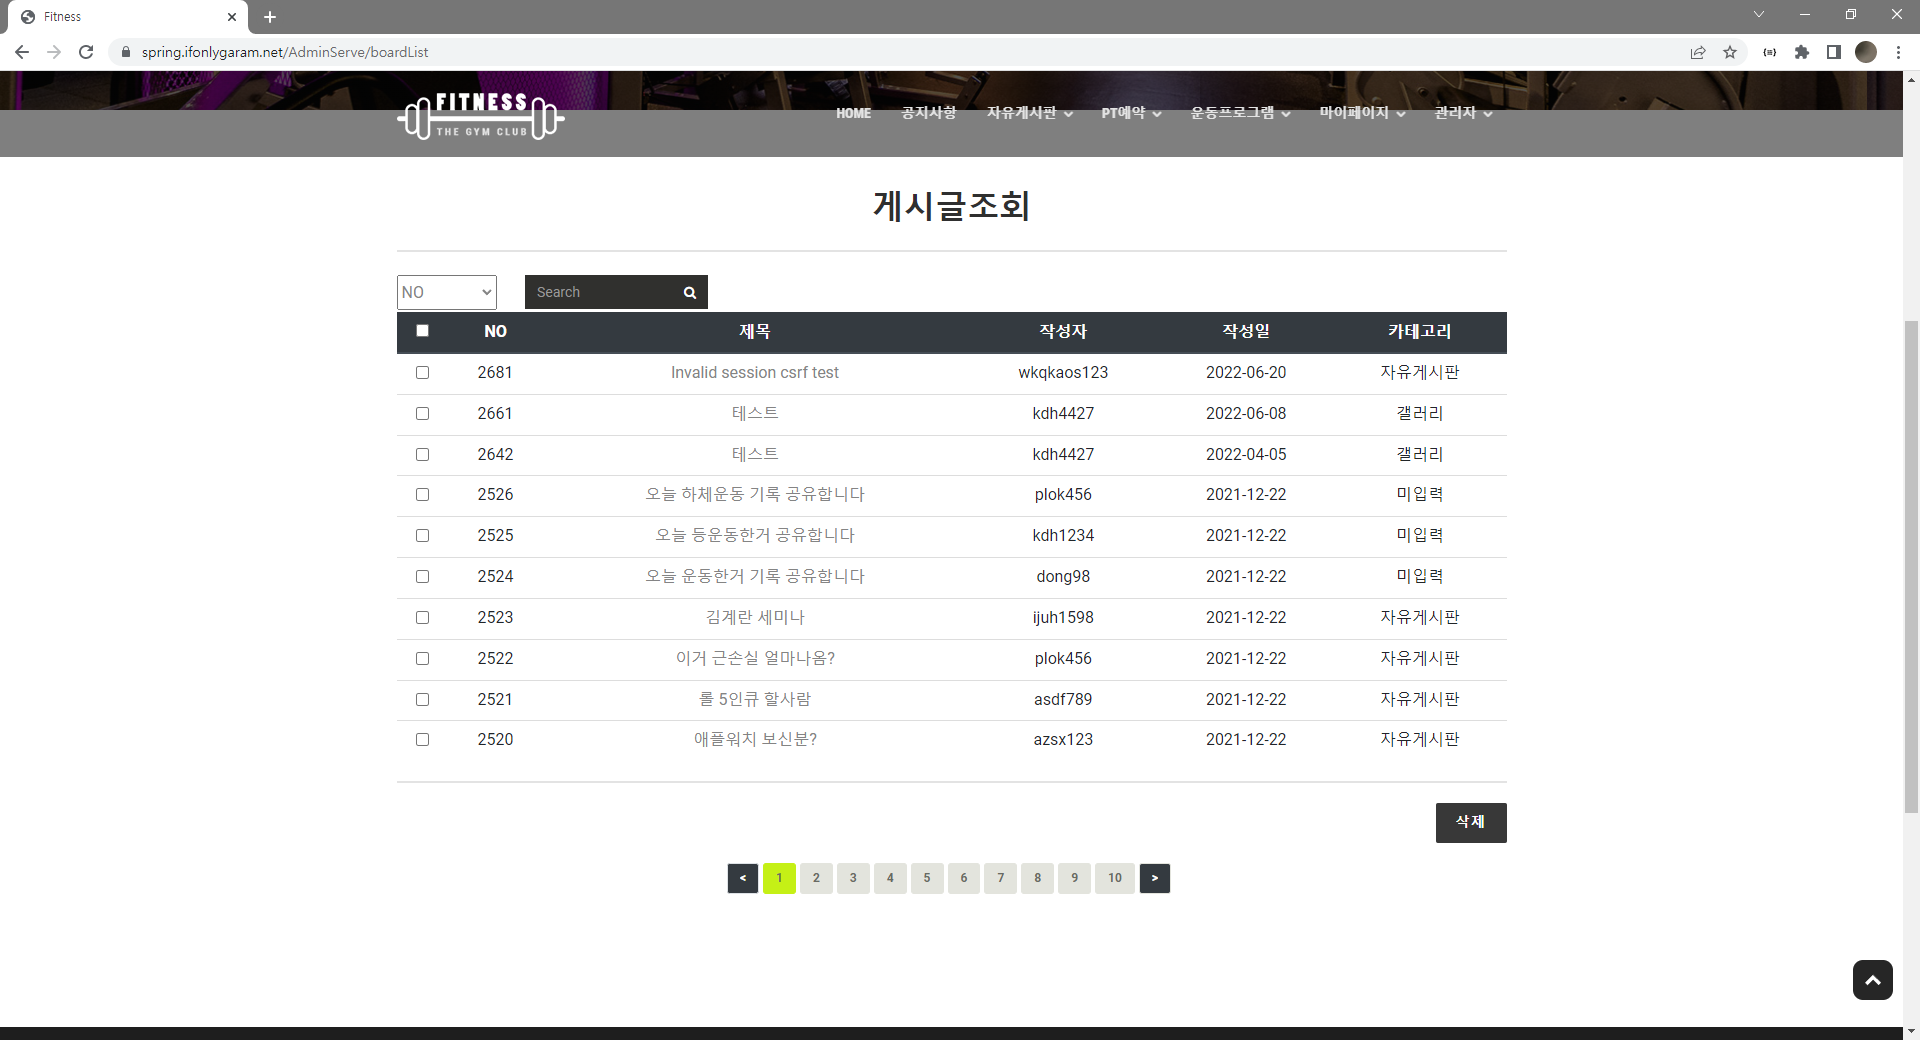 Fitness
spring.ifonlygaram.net/AdminServe/boardList
FITNESS
THE GYM CLUB
HOME 공지사항 자유게시판 PT예약 운동프로그램 마이페이지 관리자
게시글조회
NO Search
NO 제목 작성자 작성일 카테고리
2681 Invalid session csrf test wkqkaos123 2022-06-20 자유게시판
2661 테스트 kdh4427 2022-06-08 갤러리
2642 테스트 kdh4427 2022-04-05 갤러리
2526 오늘 하체운동 기록 공유합니다 plok456 2021-12-22 미입력
2525 오늘 등운동한거 공유합니다 kdh1234 2021-12-22 미입력
2524 오늘 운동한거 기록 공유합니다 dong98 2021-12-22 미입력
2523 김계란 세미나 ijuh1598 2021-12-22 자유게시판
2522 이거 근손실 얼마나옴? plok456 2021-12-22 자유게시판
2521 롤 5인큐 할사람 asdf789 2021-12-22 자유게시판
2520 애플워치 보신분? azsx123 2021-12-22 자유게시판
삭제
< 1 2 3 4 5 6 7 8 9 10 >